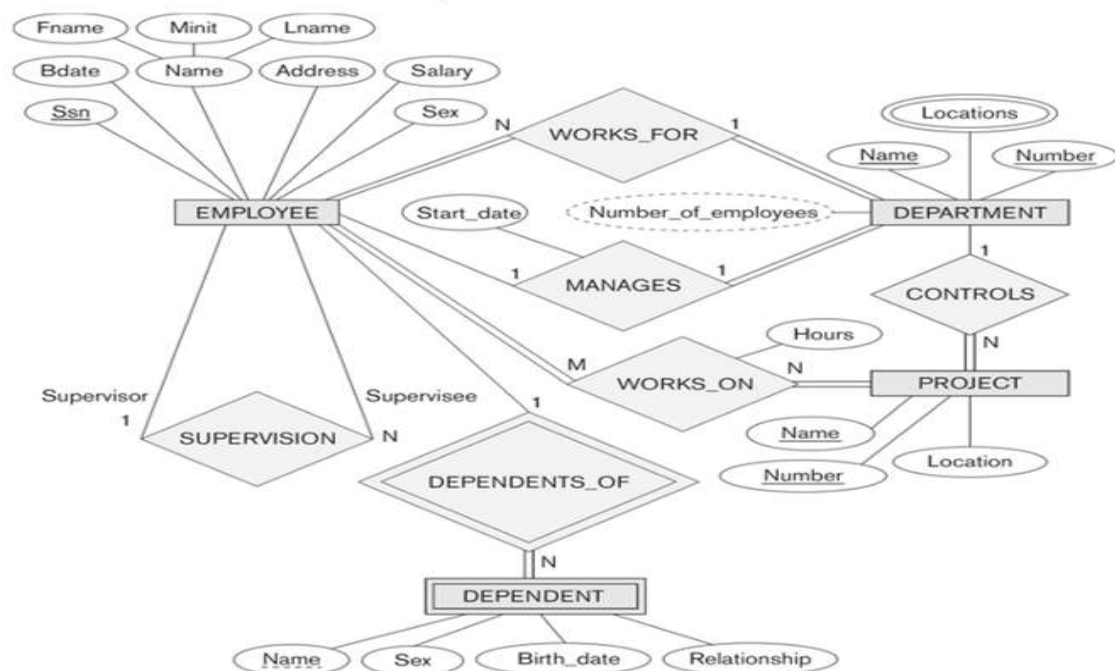 Fname Minit Lname
Bdate Name Address Salary
Ssn Sex
N WORKS_FOR 1
Locations
Name Number
EMPLOYEE Start_date Number_of_employees DEPARTMENT
1 MANAGES 1
1
CONTROLS
N
Hours
M WORKS_ON N PROJECT
Supervisor Supervisee
1 SUPERVISION N
1
Name
Number Location
DEPENDENTS_OF
N
DEPENDENT
Name Sex Birth_date Relationship